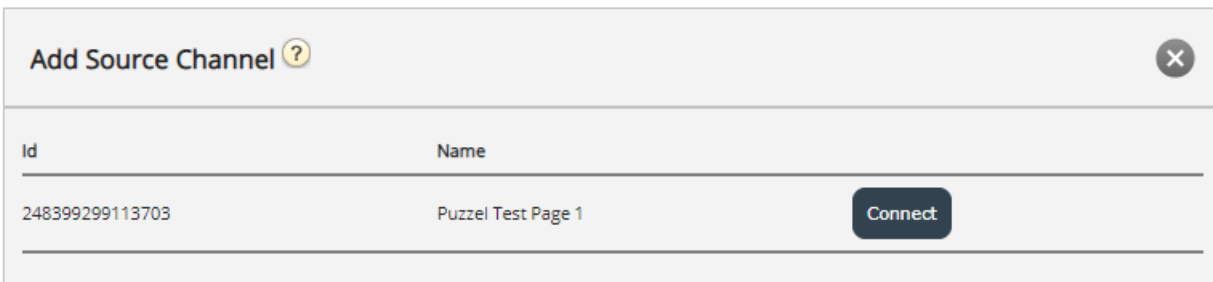 Add Source Channel ?
Id Name
248399299113703 Puzzel Test Page 1 Connect